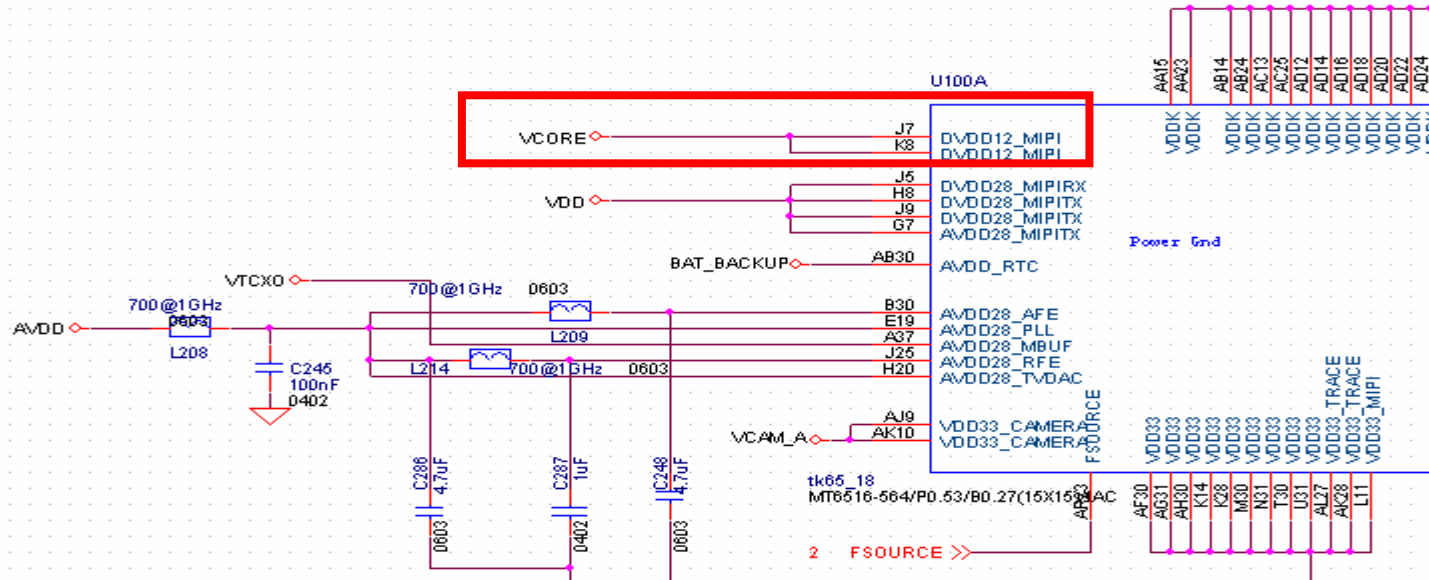 AA15
AA23
AB14
AB24
AC13
AC25
AD12
AD14
AD16
AD18
AD20
AD22
AD24
VDDK
VDDK
VDDK
VDDK
VDDK
VDDK
VDDK
VDDK
VDDK
VDDK
VDDK
VDDK
U100A
VCORE
J7
DVDD12_MIPI
K8
DVDD12_MIPI
VDD
J5
DVDD28_MIPIRX
H8
DVDD28_MIPITX
J9
DVDD28_MIPITX
G7
AVDD28_MIPITX
Power Gnd
BAT_BACKUP
AB30
AVDD_RTC
VTCXO
700@1GHz
0603
700@1GHz
0603
AVDD
L208
L209
B30
AVDD28_AFE
E19
AVDD28_PLL
A37
AVDD28_MBUF
J25
AVDD28_RFE
H20
AVDD28_TVDAC
C245
100nF
0402
L214
700@1GHz
0603
VCAM_A
AJ9
VDD33_CAMERA
AK10
VDD33_CAMERA
FSOURCE
VDD33
VDD33
VDD33
VDD33
VDD33
VDD33
VDD33
VDD33
VDD33
VDD33_TRACE
VDD33_TRACE
VDD33_MIPI
C286
4.7uF
0603
C287
1uF
0402
C248
4.7uF
0603
tk65_18
AF30
AG31
AH30
K14
K28
M30
N31
T30
U31
AL27
AK28
L11
2 FSOURCE